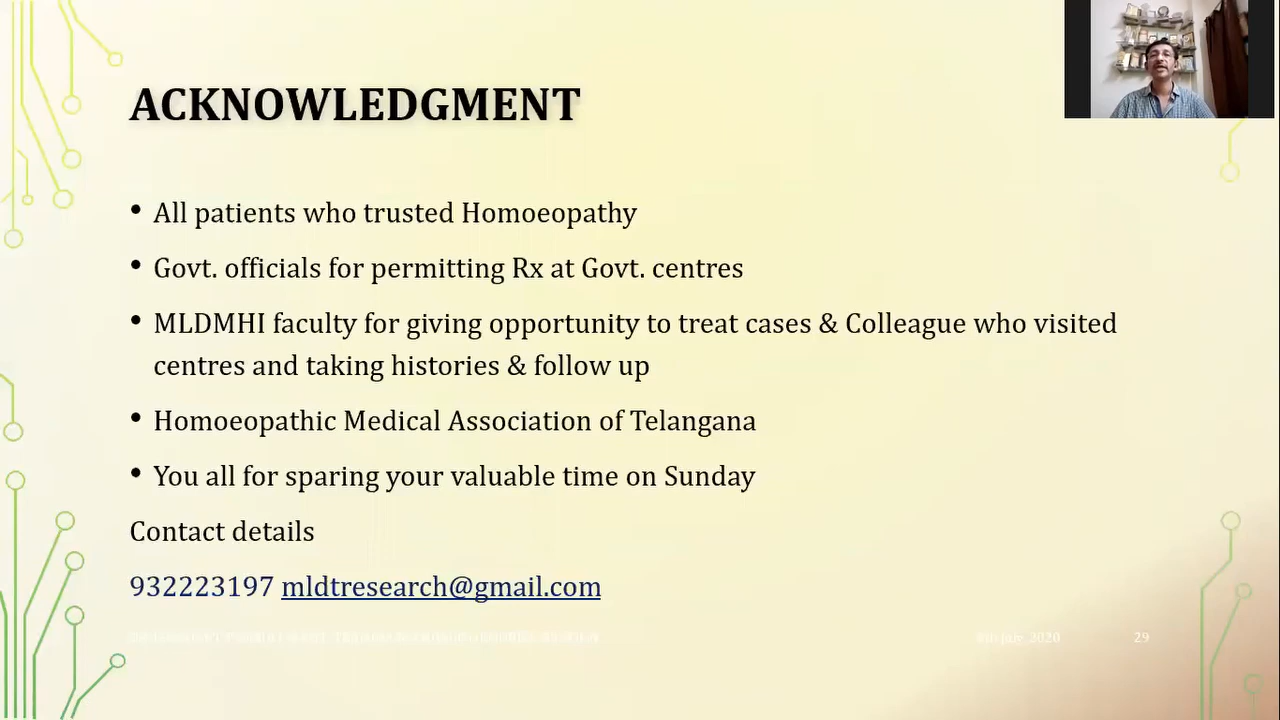 ACKNOWLEDGMENT
• All patients who trusted Homoeopathy
• Govt. officials for permitting Rx at Govt. centres
• MLDMHI faculty for giving opportunity to treat cases & Colleague who visited
centres and taking histories & follow up
• Homoeopathic Medical Association of Telangana
• You all for sparing your valuable time on Sunday
Contact details
932223197 mldtresearch@gmail.com
July 2020 29